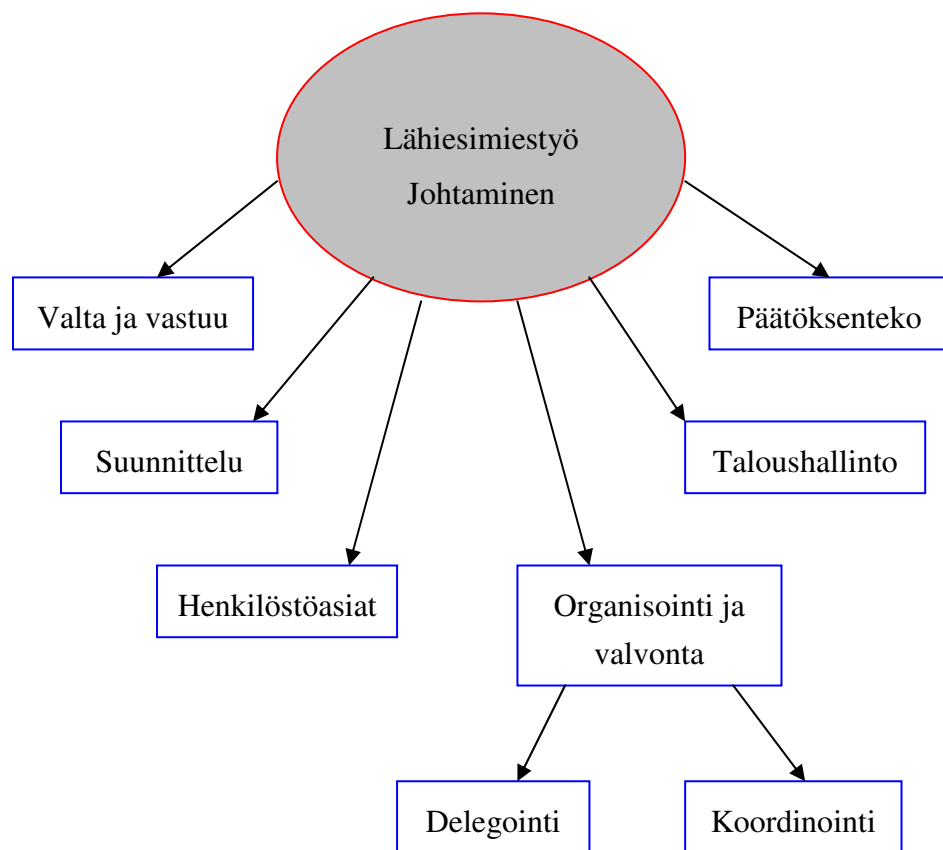 Lähiesimiestyö
Johtaminen
Valta ja vastuu
Päätöksenteko
Suunnittelu
Taloushallinto
Henkilöstöasiat
Organisointi ja
valvonta
Delegointi
Koordinointi